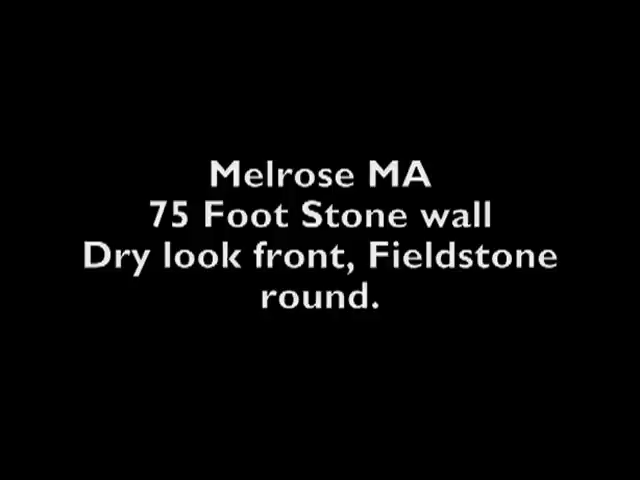 Melrose MA
75 Foot Stone wall
Dry look front, Fieldstone
round.